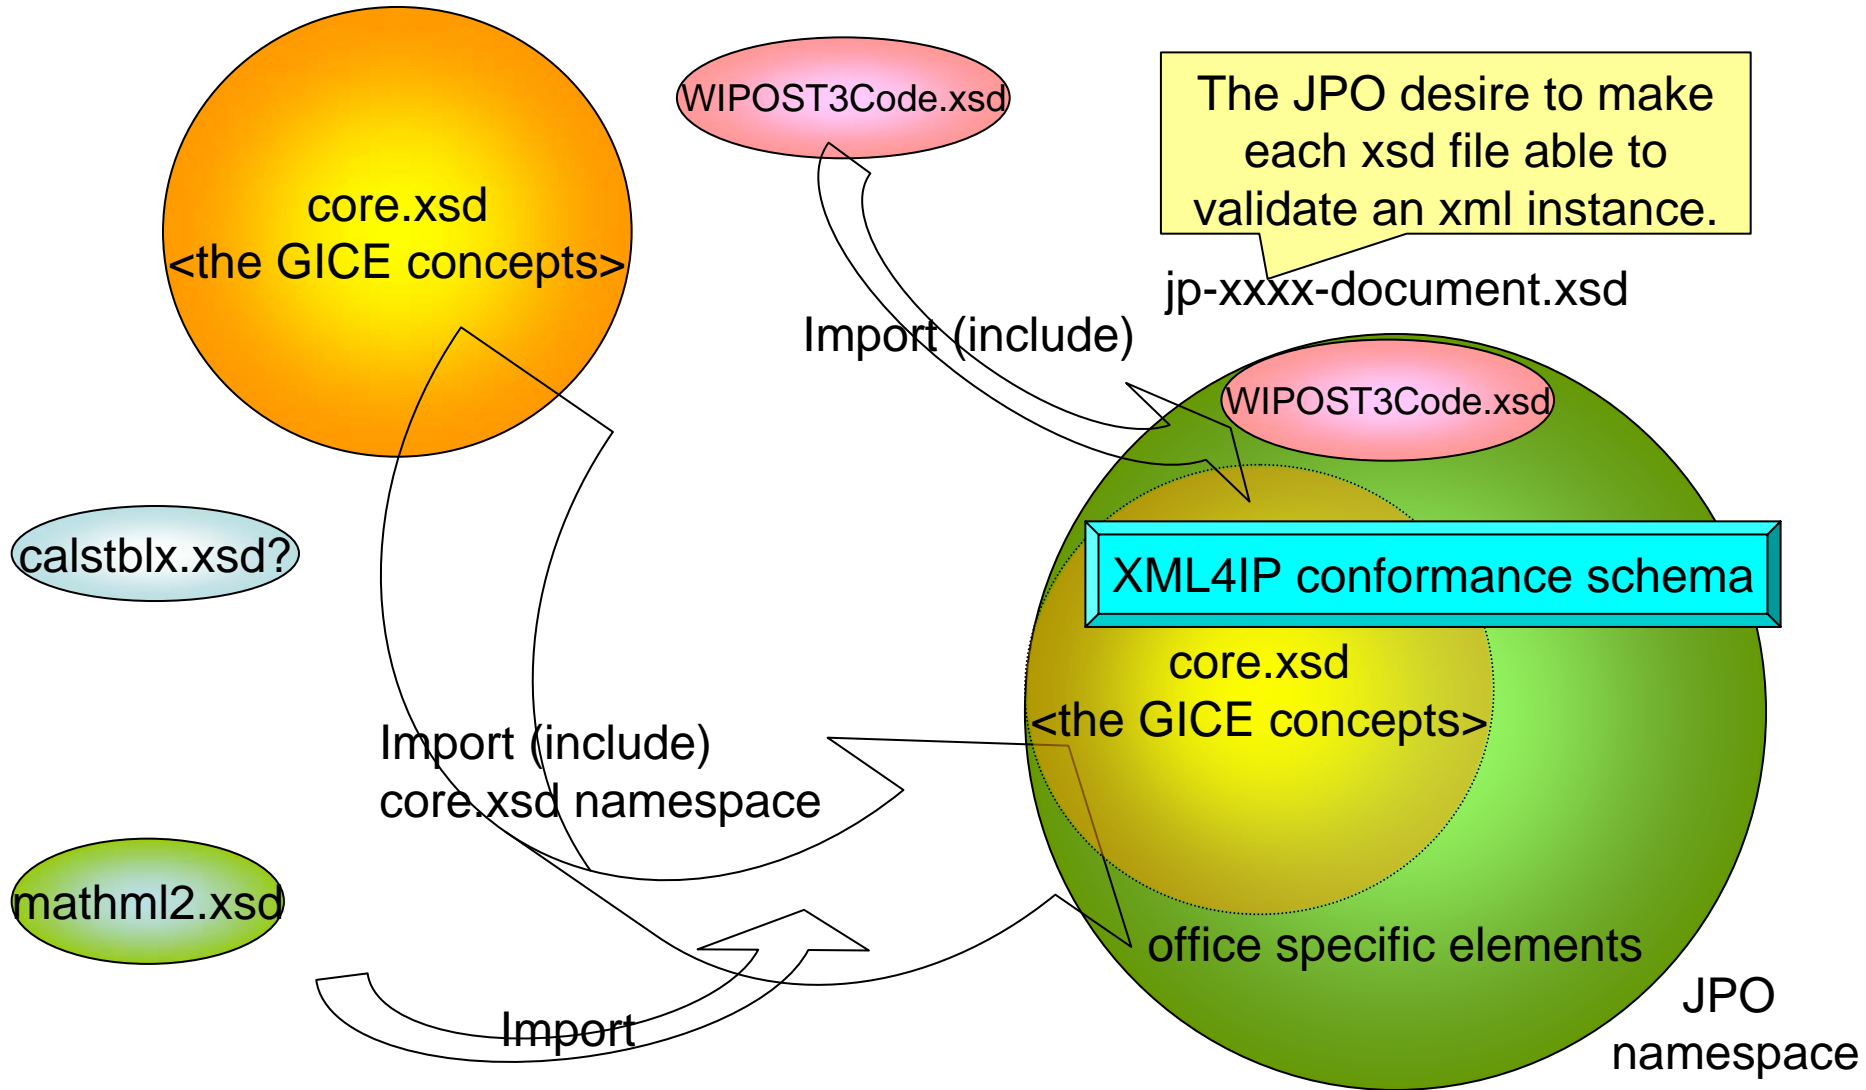 core.xsd
<the GICE concepts>
WIPOST3Code.xsd
The JPO desire to make
each xsd file able to
validate an xml instance.
jp-xxxx-document.xsd
Import (include)
WIPOST3Code.xsd
calstblx.xsd?
XML4IP conformance schema
core.xsd
<the GICE concepts>
Import (include)
core.xsd namespace
mathml2.xsd
office specific elements
Import
JPO
namespace